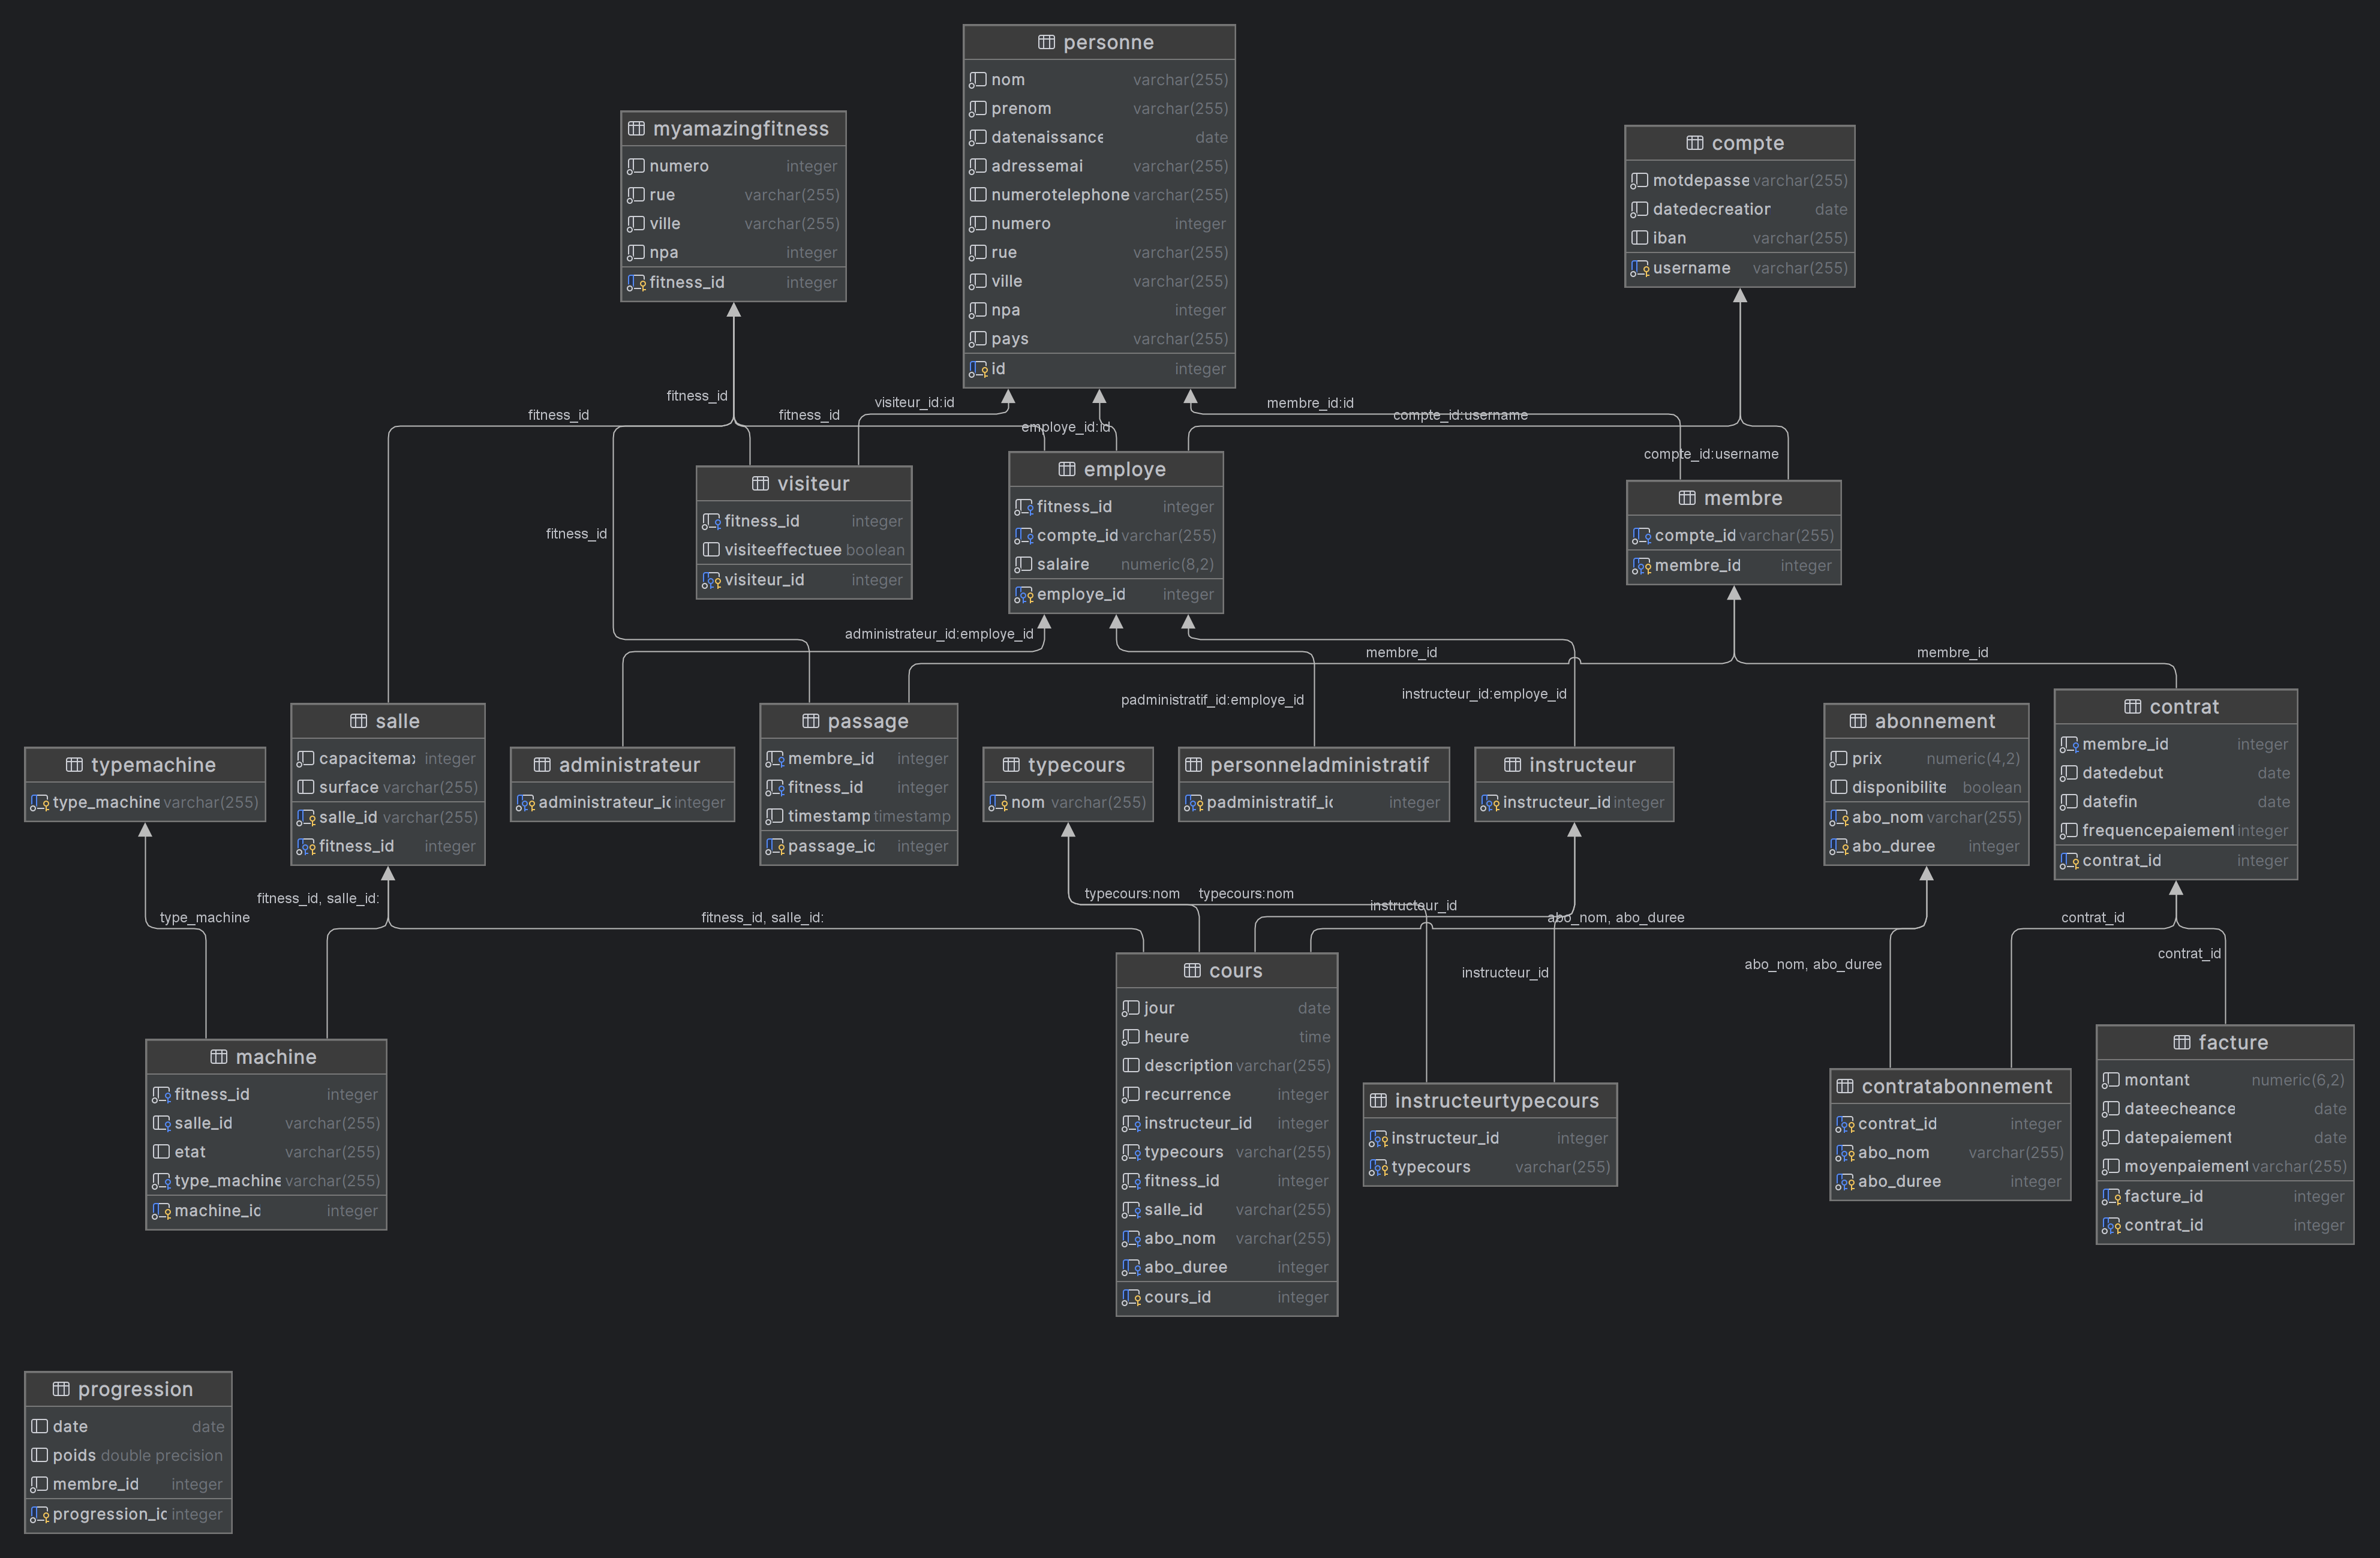 personne
nom varchar(255)
prenom varchar(255)
datenaissance date
adressemai varchar(255)
numerotelephone varchar(255)
numero integer
rue varchar(255)
ville varchar(255)
npa integer
pays varchar(255)
id integer
myamazingfitness
numero integer
rue varchar(255)
ville varchar(255)
npa integer
fitness_id integer
compte
motdepasse varchar(255)
datedecreation date
iban varchar(255)
username varchar(255)
fitness_id
fitness_id
fitness_id
visiteur_id:id
employe_id:id
membre_id:id
compte_id:username
compte_id:username
fitness_id
visiteur
fitness_id integer
visiteeffectuee boolean
visiteur_id integer
employe
fitness_id integer
compte_id varchar(255)
salaire numeric(8,2)
employe_id integer
membre
compte_id varchar(255)
membre_id integer
administrateur_id:employe_id
padministratif_id:employe_id
instructeur_id:employe_id
membre_id
membre_id
typemachine
type_machine varchar(255)
salle
capacitemax integer
surface varchar(255)
salle_id varchar(255)
fitness_id integer
administrateur
administrateur_id integer
passage
membre_id integer
fitness_id integer
timestamp timestamp
passage_id integer
typecours
nom varchar(255)
personneladministratif
padministratif_id integer
instructeur
instructeur_id integer
abonnement
prix numeric(4,2)
disponibilite boolean
abo_nom varchar(255)
abo_duree integer
contrat
membre_id integer
datedebut date
datefin date
frequencepaiement integer
contrat_id integer
type_machine
fitness_id, salle_id:
fitness_id, salle_id:
typecours:nom
typecours:nom
instructeur_id
instructeur_id
abo_nom, abo_duree
abo_nom, abo_duree
contrat_id
contrat_id
machine
fitness_id integer
salle_id varchar(255)
etat varchar(255)
type_machine varchar(255)
machine_id integer
cours
jour date
heure time
description varchar(255)
recurrence integer
instructeur_id integer
typecours varchar(255)
fitness_id integer
salle_id varchar(255)
abo_nom varchar(255)
abo_duree integer
cours_id integer
instructeurtypecours
instructeur_id integer
typecours varchar(255)
contratabonnement
contrat_id integer
abo_nom varchar(255)
abo_duree integer
facture
montant numeric(6,2)
dateecheance date
datepaiement date
moyenpaiement varchar(255)
facture_id integer
contrat_id integer
progression
date date
poids double precision
membre_id integer
progression_id integer